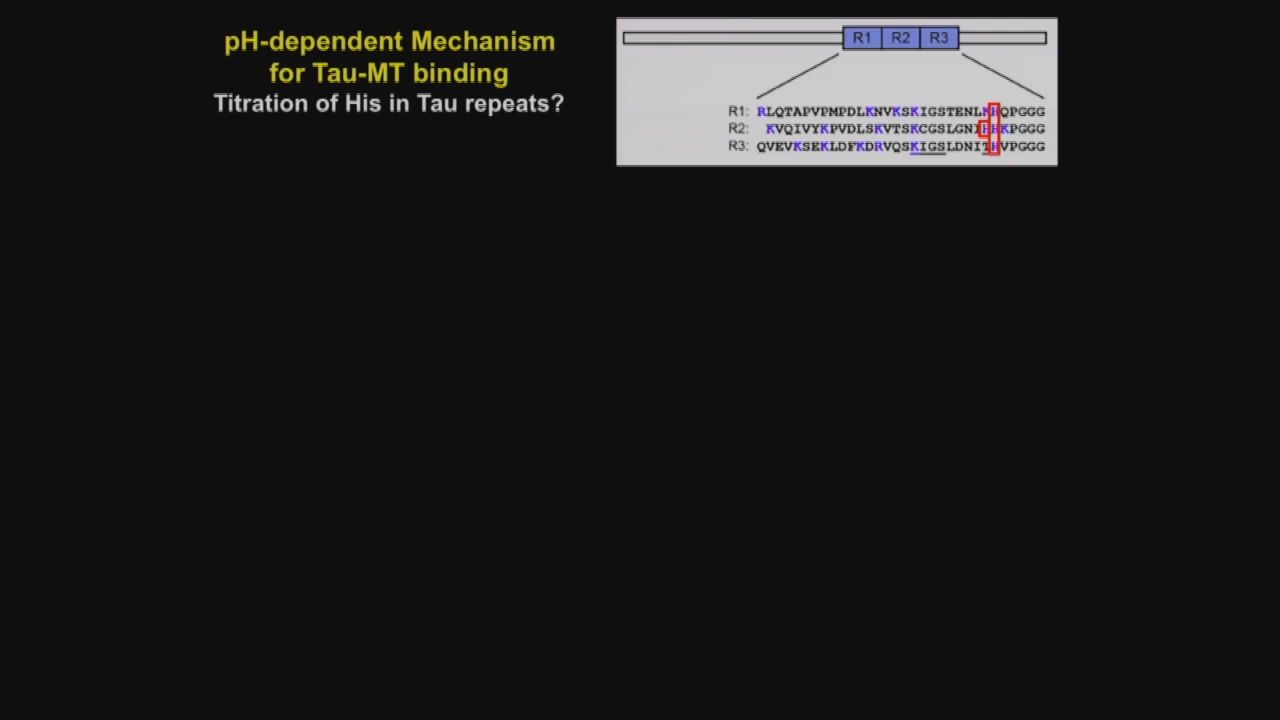 pH-dependent Mechanism
for Tau-MT binding
Titration of His in Tau repeats?
R1 R2 R3
R1: RLQTAPVPMPDLKNVKSKIGSTENLKHQPGGG
R2: KVQIVYKPVDLSKVTSKCGSLGNIHHKPGGG
R3: QVEVKSEKLDFKDRVQSKIGSLDNITHVPGGG